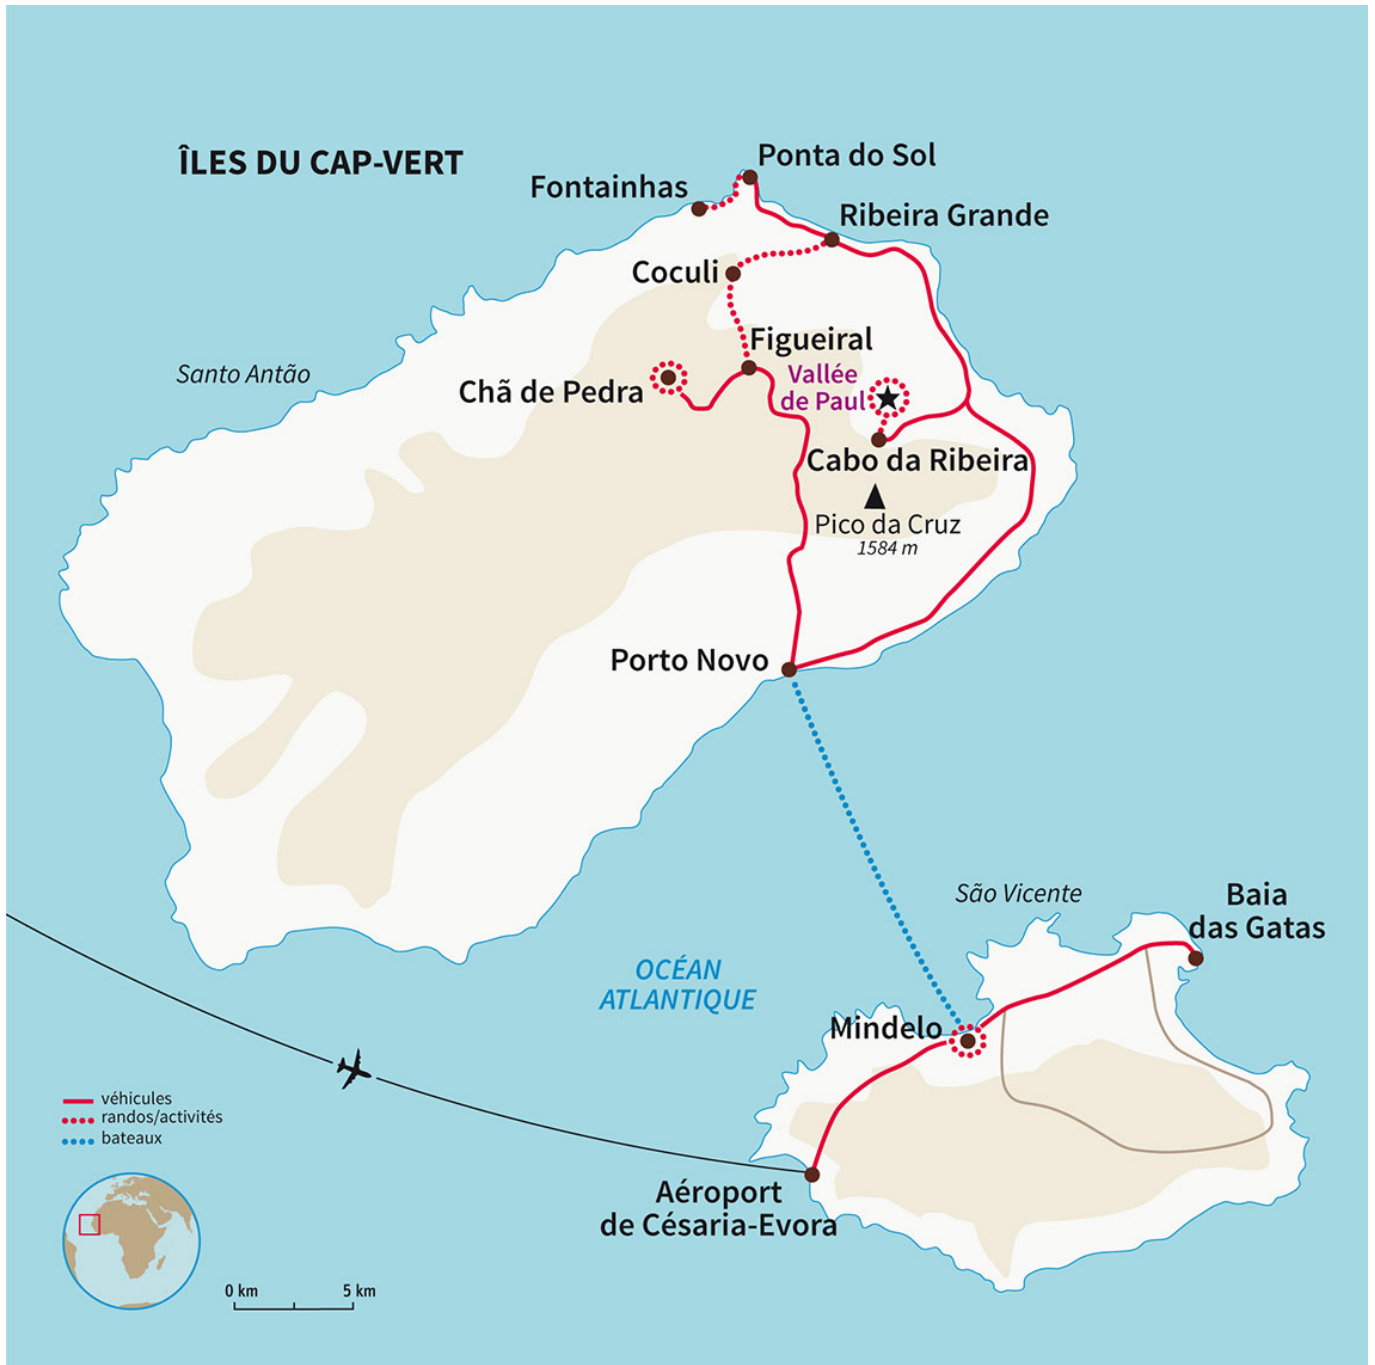 ÎLES DU CAP-VERT
Ponta do Sol
Fontainhas
Ribeira Grande
Coculi
Figueiral
Santo Antão
Vallée
de Paul
Chã de Pedra
Cabo da Ribeira
Pico da Cruz
1584 m
Porto Novo
São Vicente
Baia
das Gatas
OCÉAN
ATLANTIQUE
Mindelo
véhicules
randos/activités
bateaux
Aéroport
de Césaria-Evora
0 km
5 km